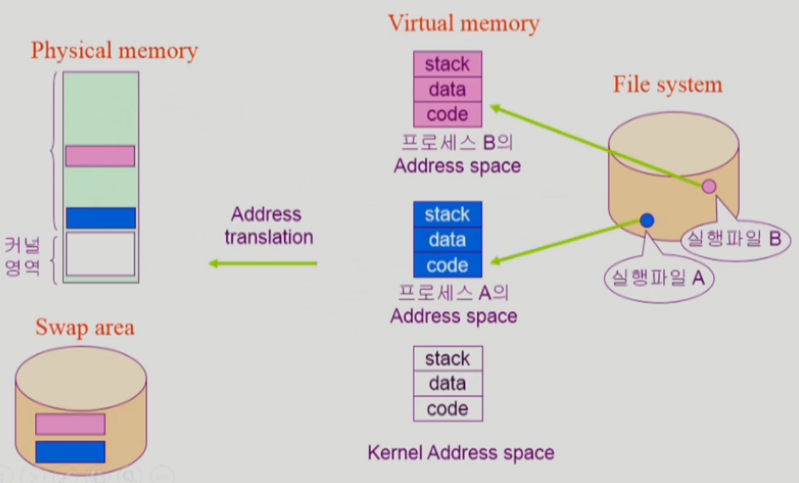 Virtual memory
Physical memory
File system
stack
data
code
프로세스 B의
Address space
실행파일 B
실행파일 A
Address
translation
stack
data
code
프로세스 A의
Address space
커널
영역
Swap area
stack
data
code
Kernel Address space